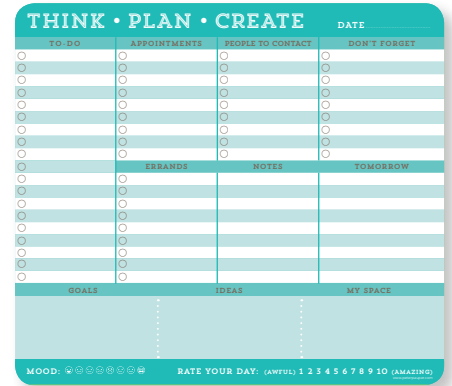 THINK • PLAN • CREATE
DATE
TO-DO APPOINTMENTS PEOPLE TO CONTACT DON'T FORGET
ERRANDS NOTES TOMORROW
GOALS IDEAS MY SPACE
MOOD: RATE YOUR DAY: (AWFUL) 1 2 3 4 5 6 7 8 9 10 (AMAZING)